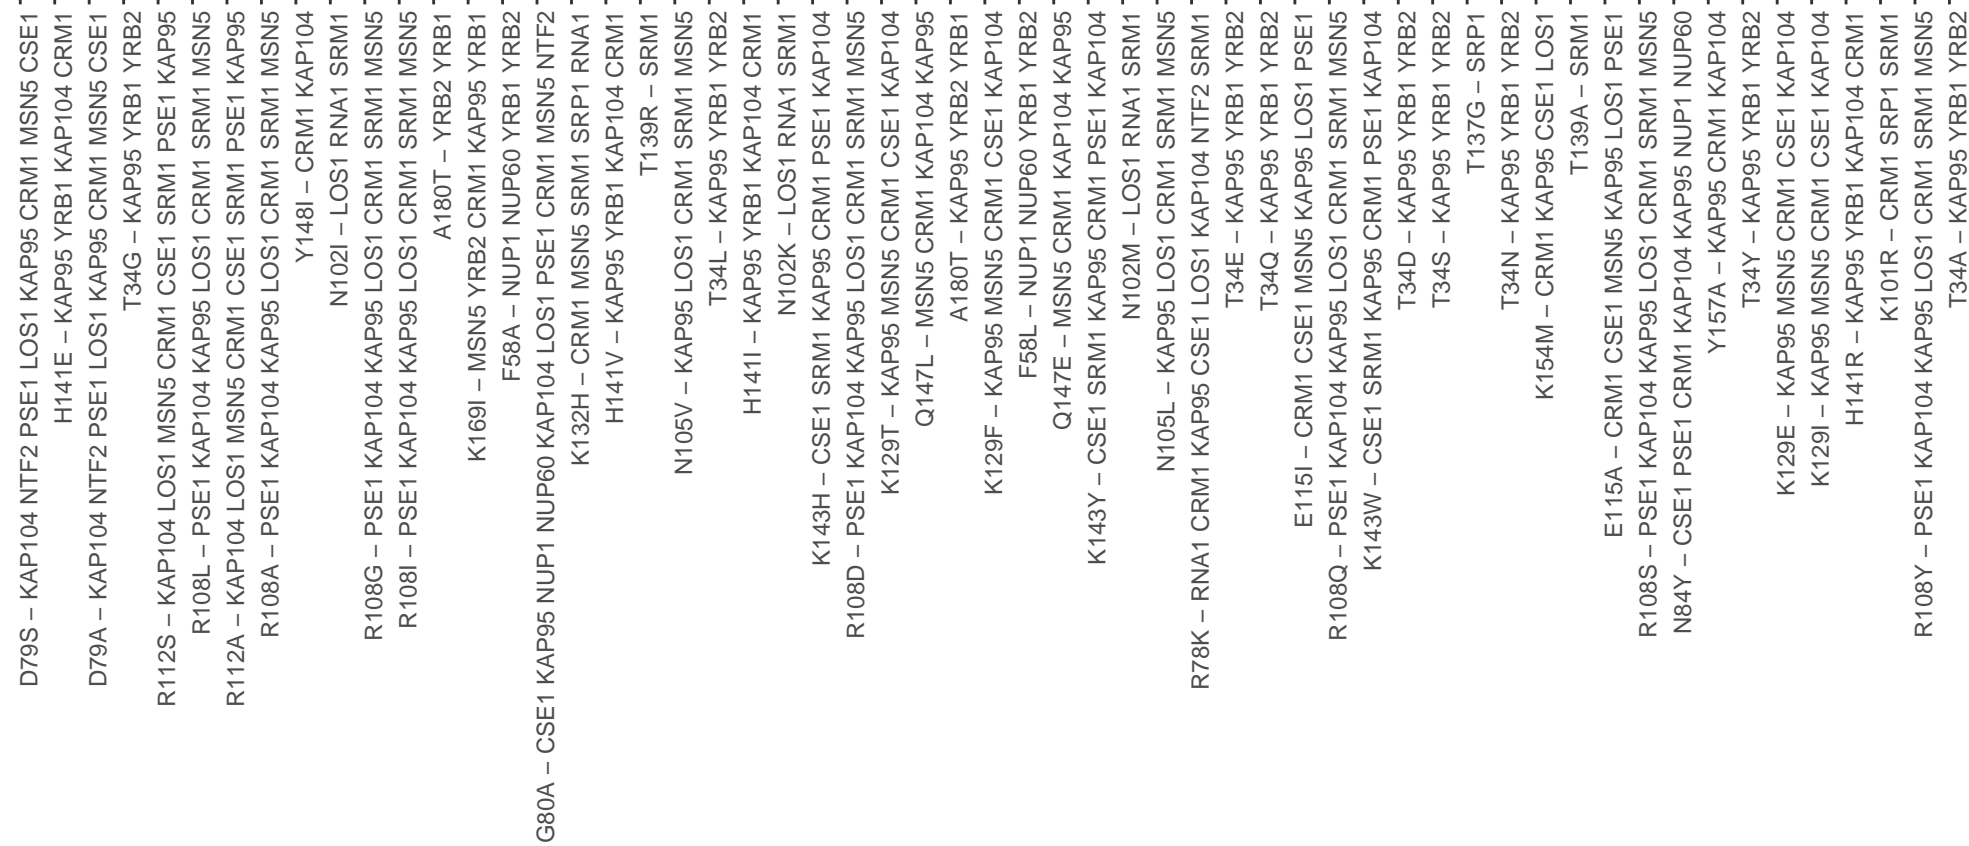 D79S – KAP104 NTF2 PSE1 LOS1 KAP95 CRM1 MSN5 CSE1
H141E – KAP95 YRB1 KAP104 CRM1
D79A – KAP104 NTF2 PSE1 LOS1 KAP95 CRM1 MSN5 CSE1
T34G – KAP95 YRB1 YRB2
R112S – KAP104 LOS1 MSN5 CRM1 CSE1 SRM1 PSE1 KAP95
R108L – PSE1 KAP104 KAP95 LOS1 CRM1 SRM1 MSN5
R112A – KAP104 LOS1 MSN5 CRM1 CSE1 SRM1 PSE1 KAP95
R108A – PSE1 KAP104 KAP95 LOS1 CRM1 SRM1 MSN5
Y148I – CRM1 KAP104
N102I – LOS1 RNA1 SRM1
R108G – PSE1 KAP104 KAP95 LOS1 CRM1 SRM1 MSN5
R108I – PSE1 KAP104 KAP95 LOS1 CRM1 SRM1 MSN5
A180T – YRB2 YRB1
K169I – MSN5 YRB2 CRM1 KAP95 YRB1
F58A – NUP1 NUP60 YRB1 YRB2
G80A – CSE1 KAP95 NUP1 NUP60 KAP104 LOS1 PSE1 CRM1 MSN5 NTF2
K132H – CRM1 MSN5 SRM1 SRP1 RNA1
H141V – KAP95 YRB1 KAP104 CRM1
T139R – SRM1
N105V – KAP95 LOS1 CRM1 SRM1 MSN5
T34L – KAP95 YRB1 YRB2
H141I – KAP95 YRB1 KAP104 CRM1
N102K – LOS1 RNA1 SRM1
K143H – CSE1 SRM1 KAP95 CRM1 PSE1 KAP104
R108D – PSE1 KAP104 KAP95 LOS1 CRM1 SRM1 MSN5
K129T – KAP95 MSN5 CRM1 CSE1 KAP104
Q147L – MSN5 CRM1 KAP104 KAP95
A180T – KAP95 YRB2 YRB1
K129F – KAP95 MSN5 CRM1 CSE1 KAP104
F58L – NUP1 NUP60 YRB1 YRB2
Q147E – MSN5 CRM1 KAP104 KAP95
K143Y – CSE1 SRM1 KAP95 CRM1 PSE1 KAP104
N102M – LOS1 RNA1 SRM1
N105L – KAP95 LOS1 CRM1 SRM1 MSN5
R78K – RNA1 CRM1 KAP95 CSE1 LOS1 KAP104 NTF2 SRM1
T34E – KAP95 YRB1 YRB2
T34Q – KAP95 YRB1 YRB2
E115I – CRM1 CSE1 MSN5 KAP95 LOS1 PSE1
R108Q – PSE1 KAP104 KAP95 LOS1 CRM1 SRM1 MSN5
K143W – CSE1 SRM1 KAP95 CRM1 PSE1 KAP104
T34D – KAP95 YRB1 YRB2
T34S – KAP95 YRB1 YRB2
T137G – SRP1
T34N – KAP95 YRB1 YRB2
K154M – CRM1 KAP95 CSE1 LOS1
T139A – SRM1
E115A – CRM1 CSE1 MSN5 KAP95 LOS1 PSE1
R108S – PSE1 KAP104 KAP95 LOS1 CRM1 SRM1 MSN5
N84Y – CSE1 PSE1 CRM1 KAP104 KAP95 NUP1 NUP60
Y157A – KAP95 CRM1 KAP104
T34Y – KAP95 YRB1 YRB2
K129E – KAP95 MSN5 CRM1 CSE1 KAP104
K129I – KAP95 MSN5 CRM1 CSE1 KAP104
H141R – KAP95 YRB1 KAP104 CRM1
K101R – CRM1 SRP1 SRM1
R108Y – PSE1 KAP104 KAP95 LOS1 CRM1 SRM1 MSN5
T34A – KAP95 YRB1 YRB2